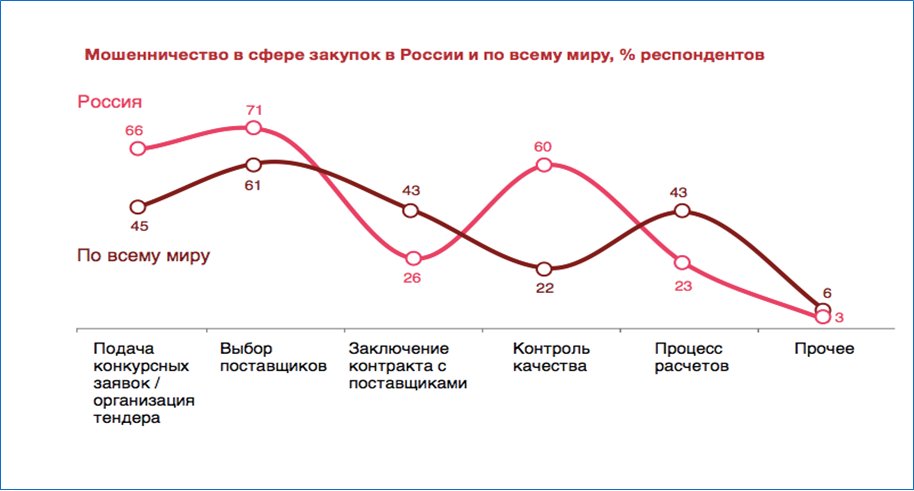 Мошенничество в сфере закупок в России и по всему миру, % респондентов
Россия
66
71
61
45
43
26
60
22
43
23
6
3
По всему миру
Подача
конкурсных
заявок /
организация
тендера
Выбор
поставщиков
Заключение
контракта с
поставщиками
Контроль
качества
Процесс
расчетов
Прочее